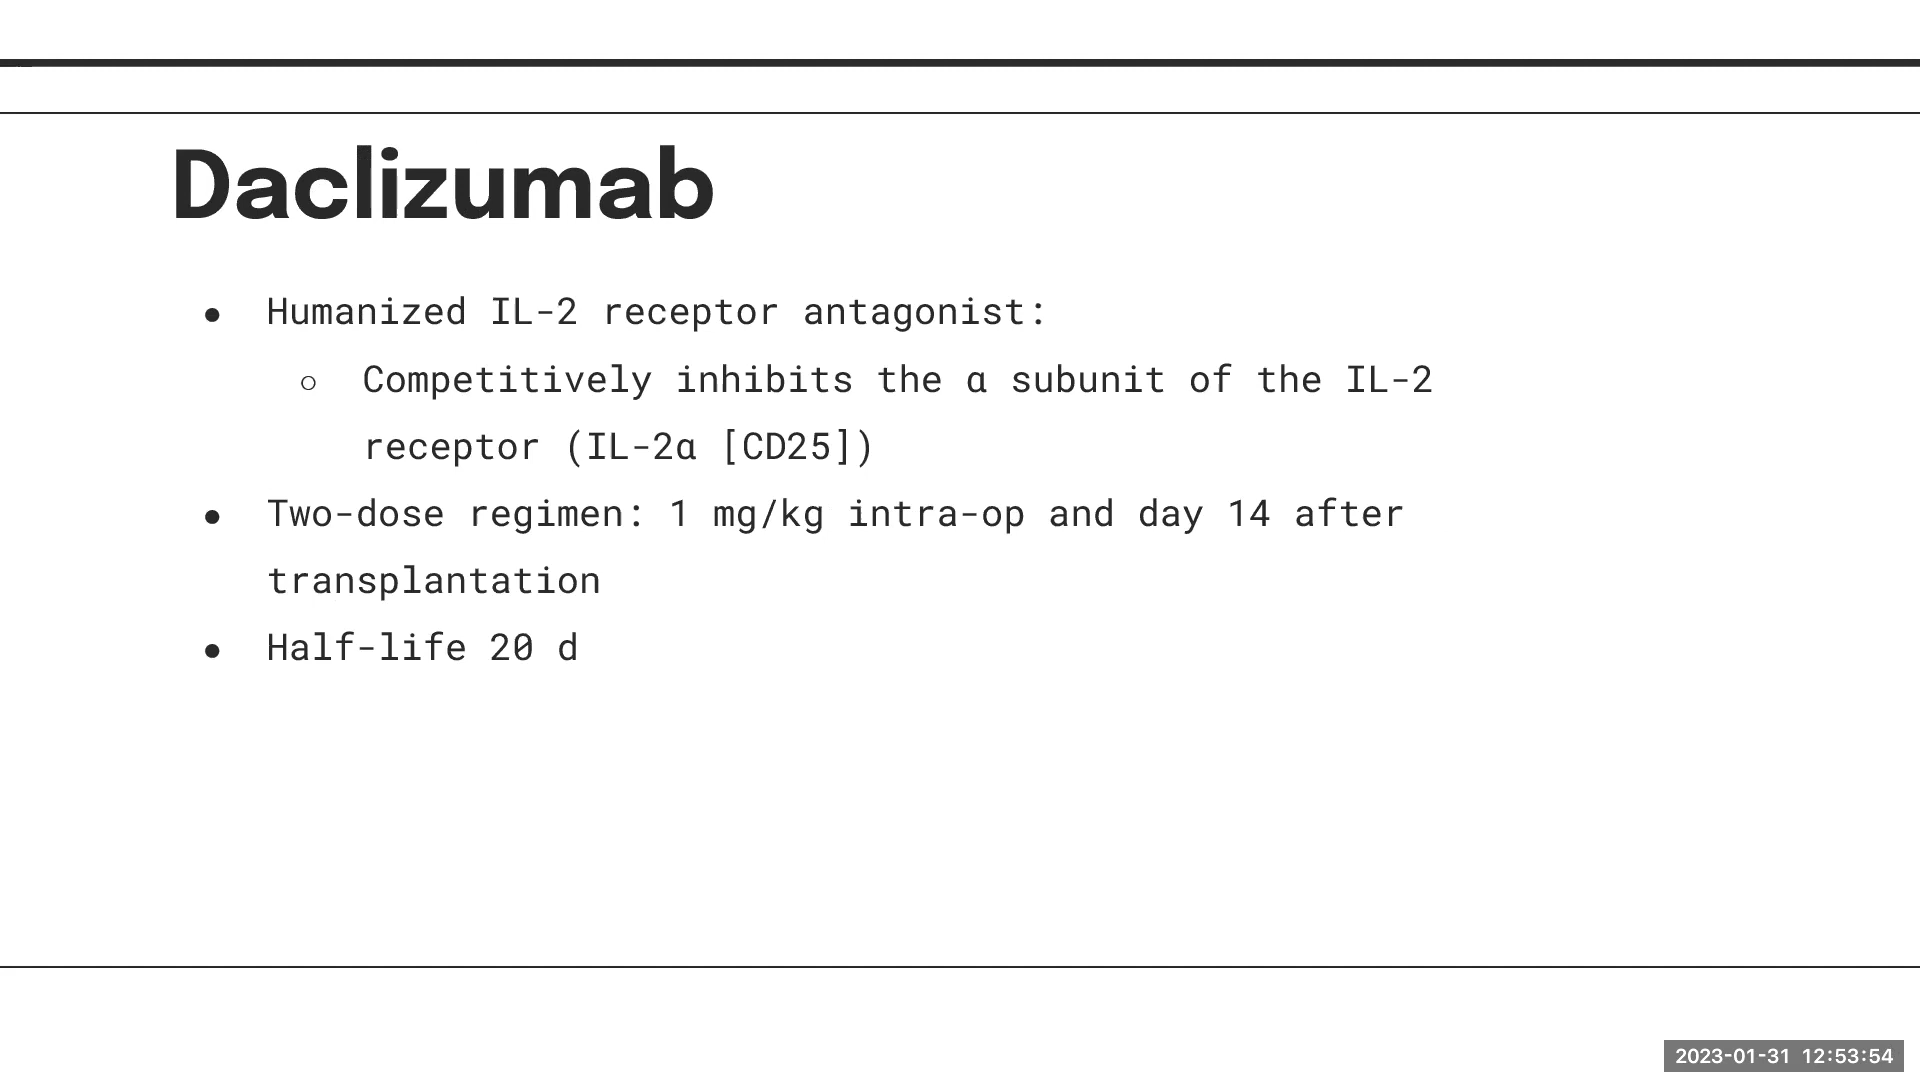 Daclizumab
● Humanized IL-2 receptor antagonist:
○ Competitively inhibits the α subunit of the IL-2
receptor (IL-2α [CD25])
● Two-dose regimen: 1 mg/kg intra-op and day 14 after
transplantation
● Half-life 20 d
2023-01-31 12:53:54